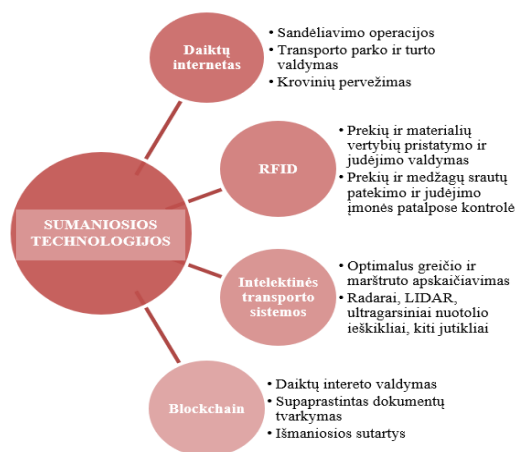 SUMANIOSIOS
TECHNOLOGIJOS
Daiktų
internetas
• Sandėliavimo operacijos
• Transporto parko ir turto
valdymas
• Krovinių pervežimas
RFID
• Prekių ir materialių
vertybių pristatymo ir
judėjimo valdymas
• Prekių ir medžagų srautų
patekimo ir judėjimo
įmonės patalpose kontrolė
Intelektinės
transporto
sistemos
• Optimalus greičio ir
marštruto apskaičiavimas
• Radarai, LIDAR,
ultragarsiniai nuotolio
ieškikliai, kiti jutikliai
Blockchain
• Daiktų intereto valdymas
• Supaprastintas dokumentų
tvarkymas
• Išmaniosios sutartys